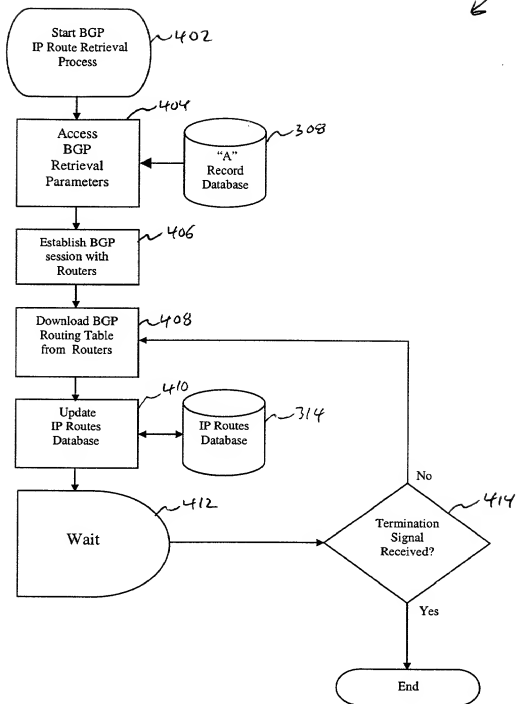 Start BGP
IP Route Retrieval
Process
402
404
Access
BGP
Retrieval
Parameters
308
"A"
Record
Database
406
Establish BGP
session with
Routers
408
Download BGP
Routing Table
from Routers
410
Update
IP Routes
Database
314
IP Routes
Database
412
Wait
No
414
Termination
Signal
Received?
Yes
End